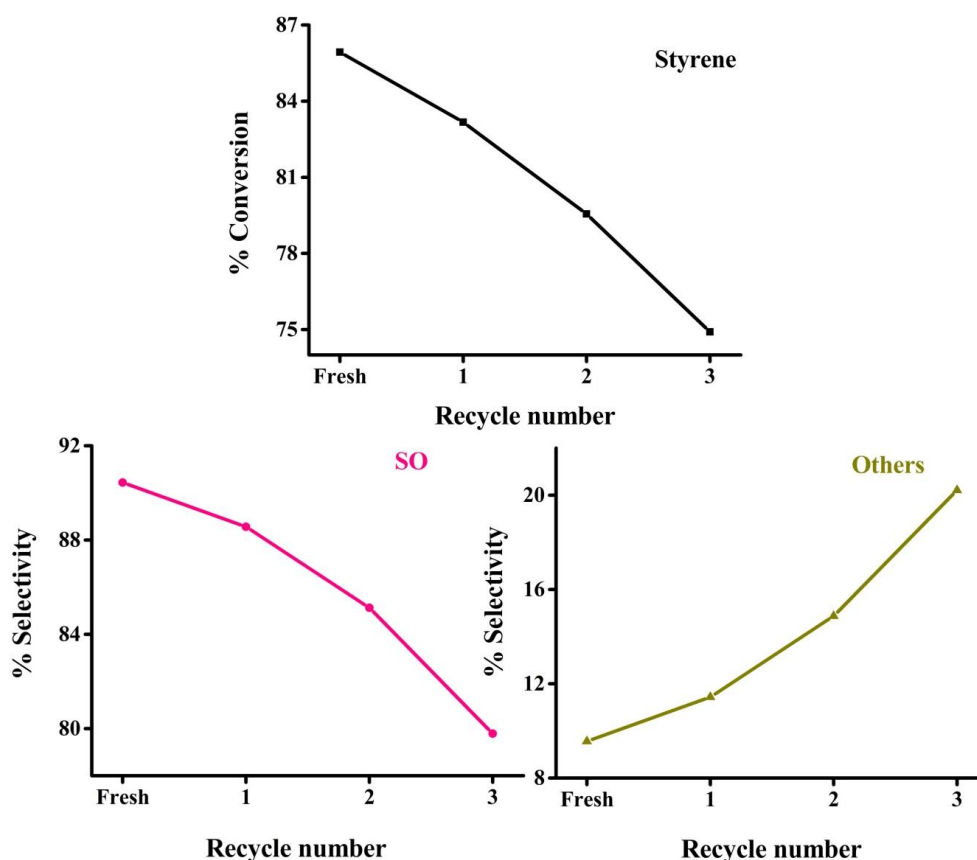 87
Styrene
84
81
78
75
% Conversion
Fresh 1 2 3
Recycle number
92
SO
88
84
80
% Selectivity
Fresh 1 2 3
Recycle number
Others
20
16
12
8
% Selectivity
Fresh 1 2 3
Recycle number